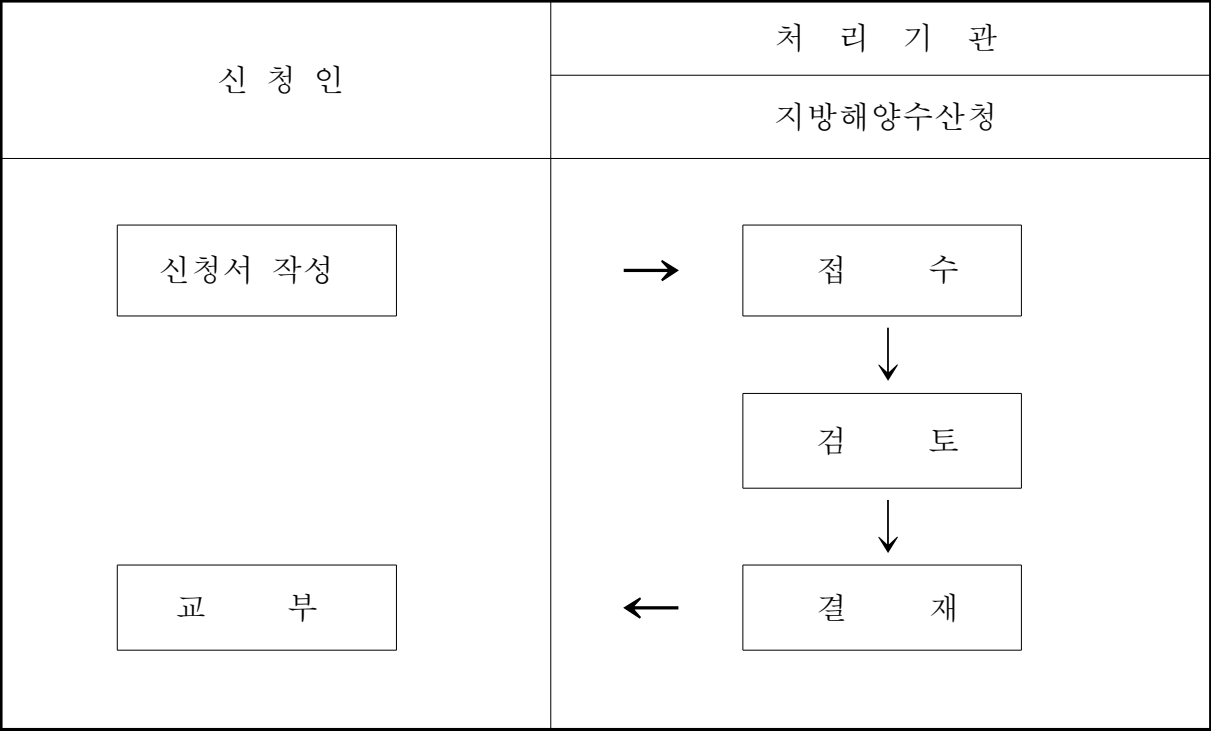 신 청 인
처 리 기 관
지방해양수산청
신청서 작성
접 수
검 토
결 재
교 부